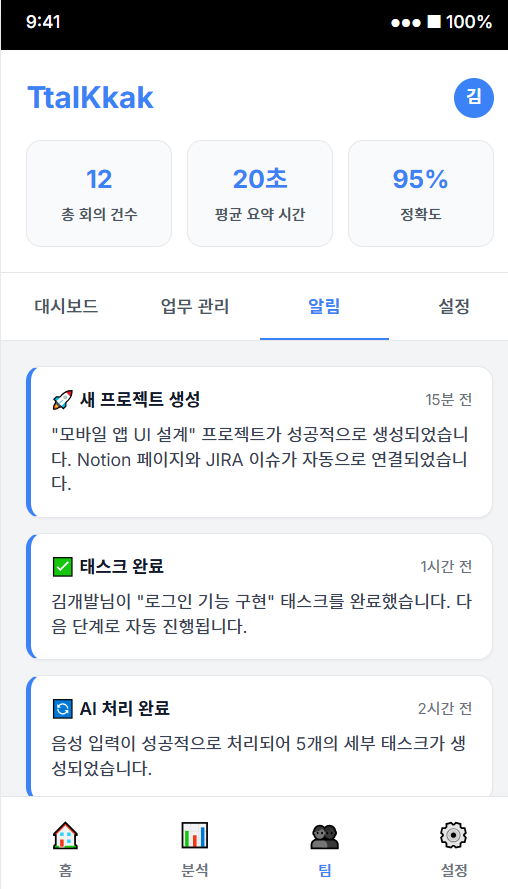 9:41
100%
TtalKkak
김
12
20초
95%
총 회의 건수
평균 요약 시간
정확도
대시보드
업무 관리
알림
설정
🚀 새 프로젝트 생성
15분 전
"모바일 앱 UI 설계" 프로젝트가 성공적으로 생성되었습니
다. Notion 페이지와 JIRA 이슈가 자동으로 연결되었습니
다.
✅ 태스크 완료
1시간 전
김개발님이 "로그인 기능 구현" 태스크를 완료했습니다. 다
음 단계로 자동 진행됩니다.
🔄 AI 처리 완료
2시간 전
음성 입력이 성공적으로 처리되어 5개의 세부 태스크가 생
성되었습니다.
홈
분석
팀
설정